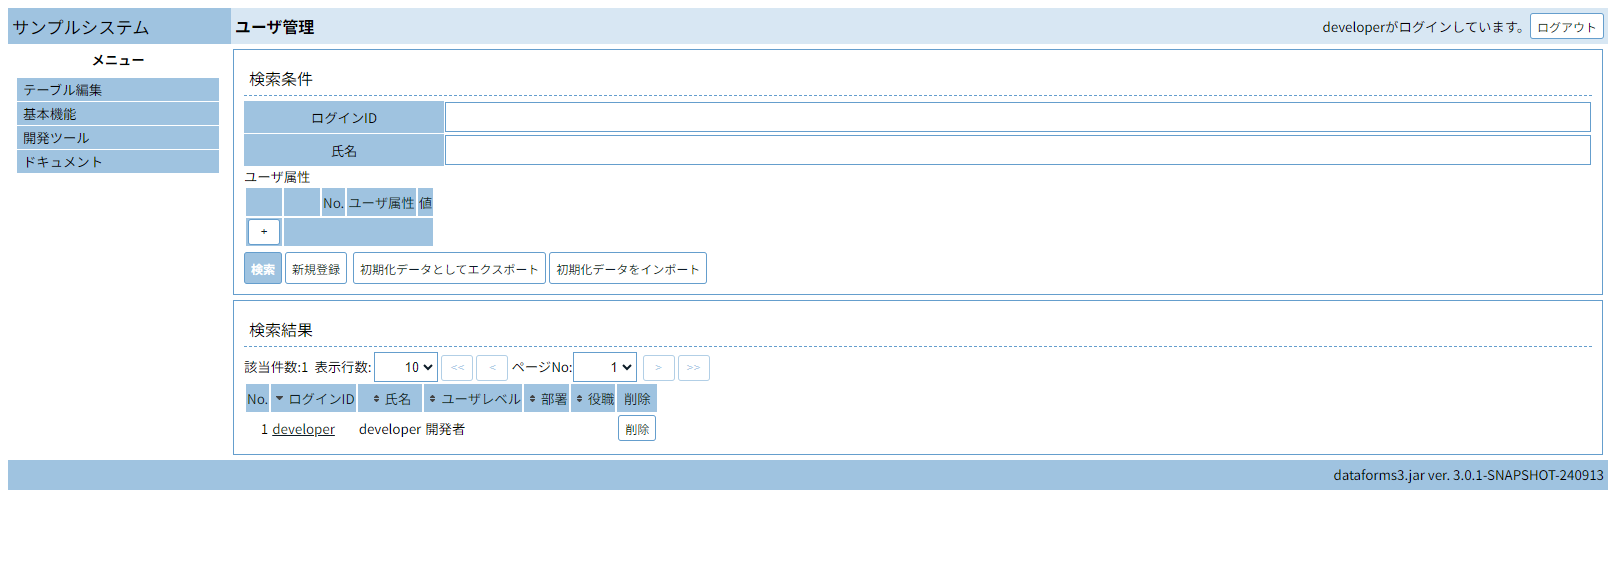 サンプルシステム ユーザ管理 developerがログインしています。 ログアウト
メニュー
テーブル編集
基本機能
開発ツール
ドキュメント
検索条件
ログインID
氏名
ユーザ属性
No. ユーザ属性 値
+
検索 新規登録 初期化データとしてエクスポート 初期化データをインポート
検索結果
該当件数:1 表示行数: 10 << < ページNo: 1 > >>
No. ログインID 氏名 ユーザレベル 部署 役職 削除
1 developer developer 開発者 削除
dataforms3.jar ver. 3.0.1-SNAPSHOT-240913